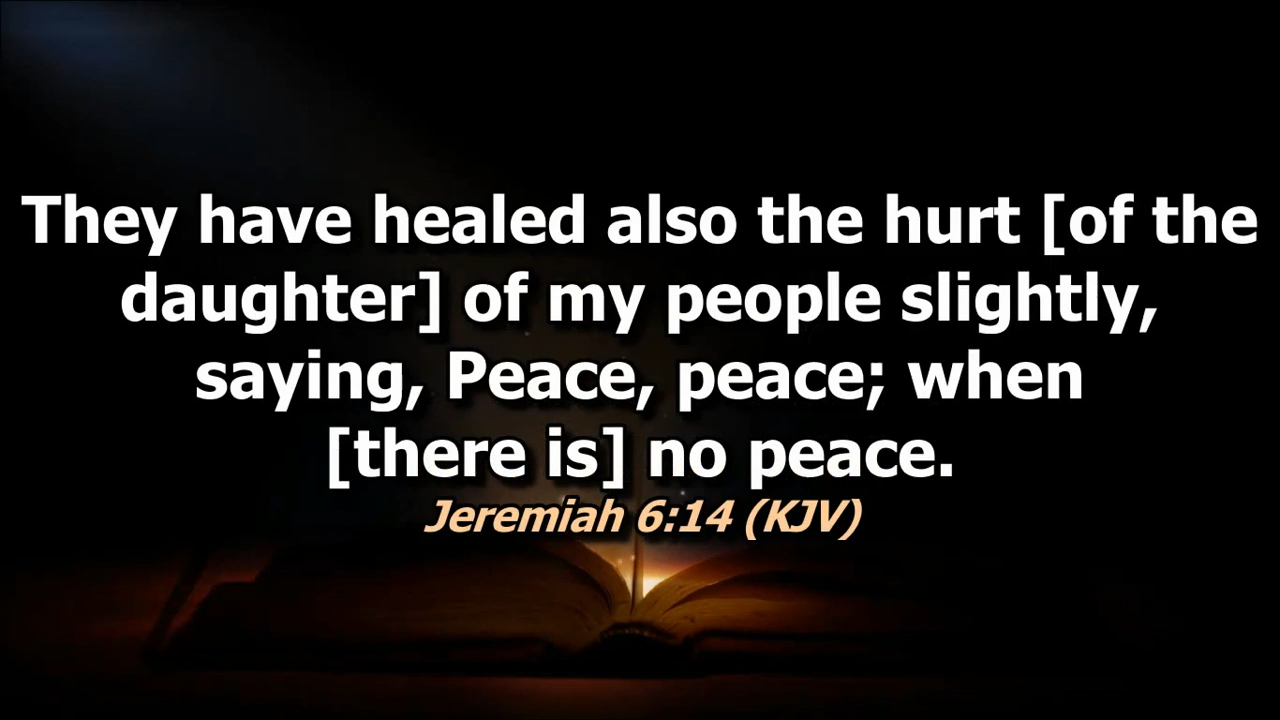 They have healed also the hurt [of the
daughter] of my people slightly,
saying, Peace, peace; when
[there is] no peace.
Jeremiah 6:14 (KJV)